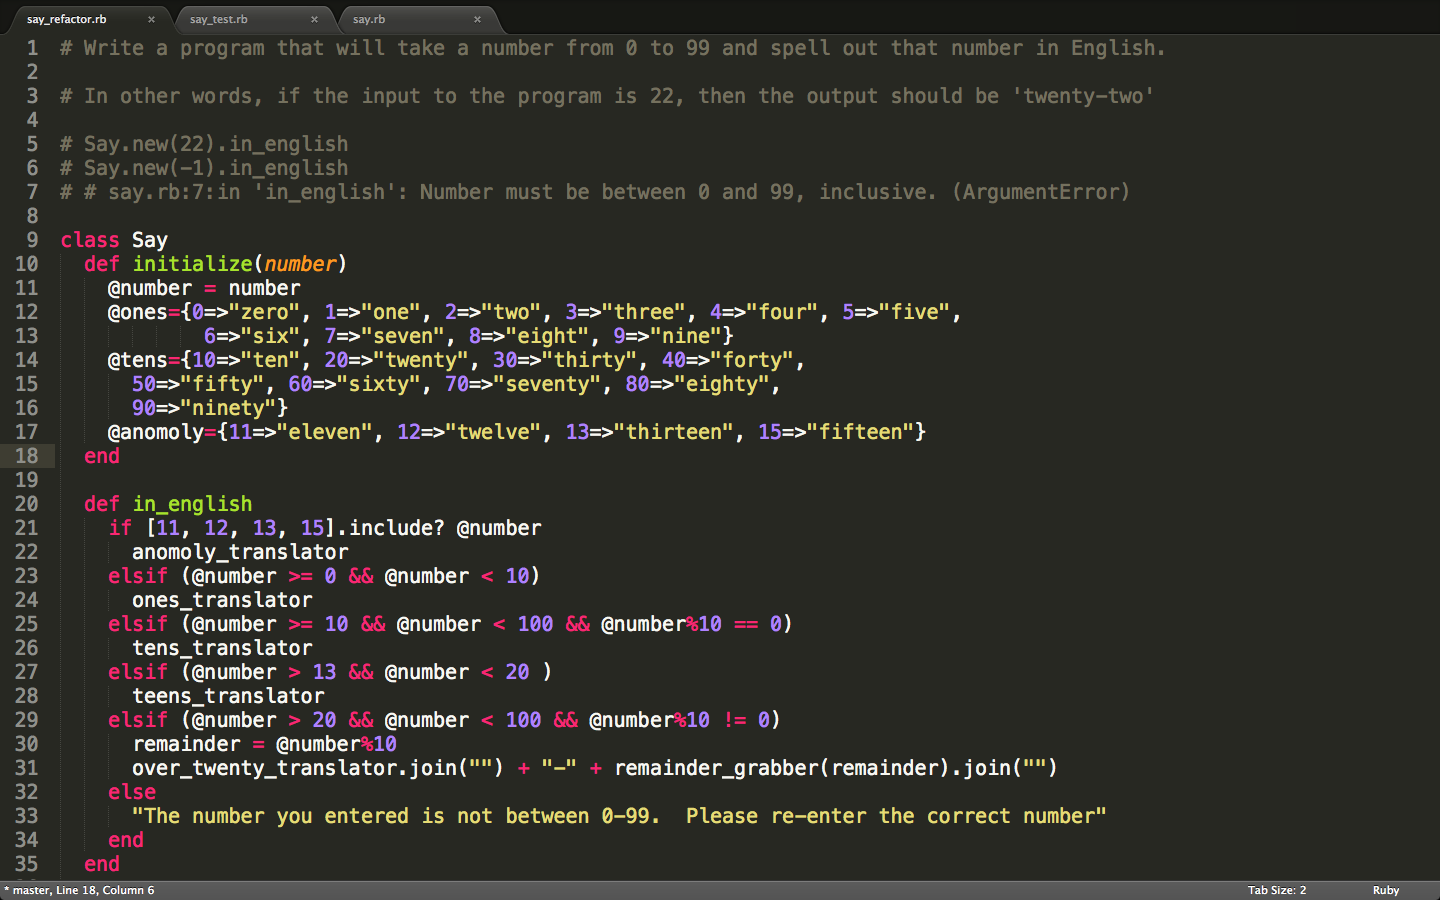 say_refactor.rb × say_test.rb × say.rb ×
1 # Write a program that will take a number from 0 to 99 and spell out that number in English.
2
3 # In other words, if the input to the program is 22, then the output should be 'twenty-two'
4
5 # Say.new(22).in_english
6 # Say.new(-1).in_english
7 # # say.rb:7:in 'in_english': Number must be between 0 and 99, inclusive. (ArgumentError)
8
9 class Say
10   def initialize(number)
11     @number = number
12     @ones={0=>"zero", 1=>"one", 2=>"two", 3=>"three", 4=>"four", 5=>"five",
13             6=>"six", 7=>"seven", 8=>"eight", 9=>"nine"}
14     @tens={10=>"ten", 20=>"twenty", 30=>"thirty", 40=>"forty",
15       50=>"fifty", 60=>"sixty", 70=>"seventy", 80=>"eighty",
16       90=>"ninety"}
17     @anomoly={11=>"eleven", 12=>"twelve", 13=>"thirteen", 15=>"fifteen"}
18   end
19
20   def in_english
21     if [11, 12, 13, 15].include? @number
22       anomoly_translator
23     elsif (@number >= 0 && @number < 10)
24       ones_translator
25     elsif (@number >= 10 && @number < 100 && @number%10 == 0)
26       tens_translator
27     elsif (@number > 13 && @number < 20 )
28       teens_translator
29     elsif (@number > 20 && @number < 100 && @number%10 != 0)
30       remainder = @number%10
31       over_twenty_translator.join("") + "-" + remainder_grabber(remainder).join("")
32     else
33       "The number you entered is not between 0-99.  Please re-enter the correct number"
34     end
35   end
* master, Line 18, Column 6 Tab Size: 2 Ruby